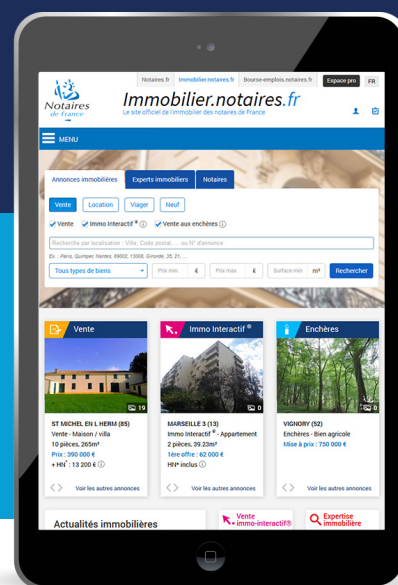 Notaires.fr Immobilier.notaires.fr Bourse-emplois.notaires.fr Espace pro FR
Notaires
de France
Immobilier.notaires.fr
Le site officiel de l'immobilier des notaires de France
MENU
Annonces immobilières Experts immobiliers Notaires
Vente Location Viager Neuf
Vente Immo Interactif ® Vente aux enchères
Recherche par localisation : Ville, Code postal, ... ou N° d'annonce
Ex. : Paris, Quimper, Nantes, 69002, 13008, Gironde, 35, 21, ...
Tous types de biens Prix min € Prix max € Surface min m² Rechercher
Vente Immo Interactif ® Enchères
19 0 0
ST MICHEL EN L HERM (85) MARSEILLE 3 (13) VIGNORY (52)
Vente - Maison / villa Immo Interactif ® - Appartement Enchères - Bien agricole
10 pièces, 265m² 2 pièces, 39.23m² Mise à prix : 750 000 €
Prix : 390 000 € 1ère offre : 62 000 €
+ HN* : 13 200 € HN* inclus
Voir les autres annonces Voir les autres annonces Voir les autres annonces
Actualités immobilières Vente Expertise
immo-interactif® immobilière